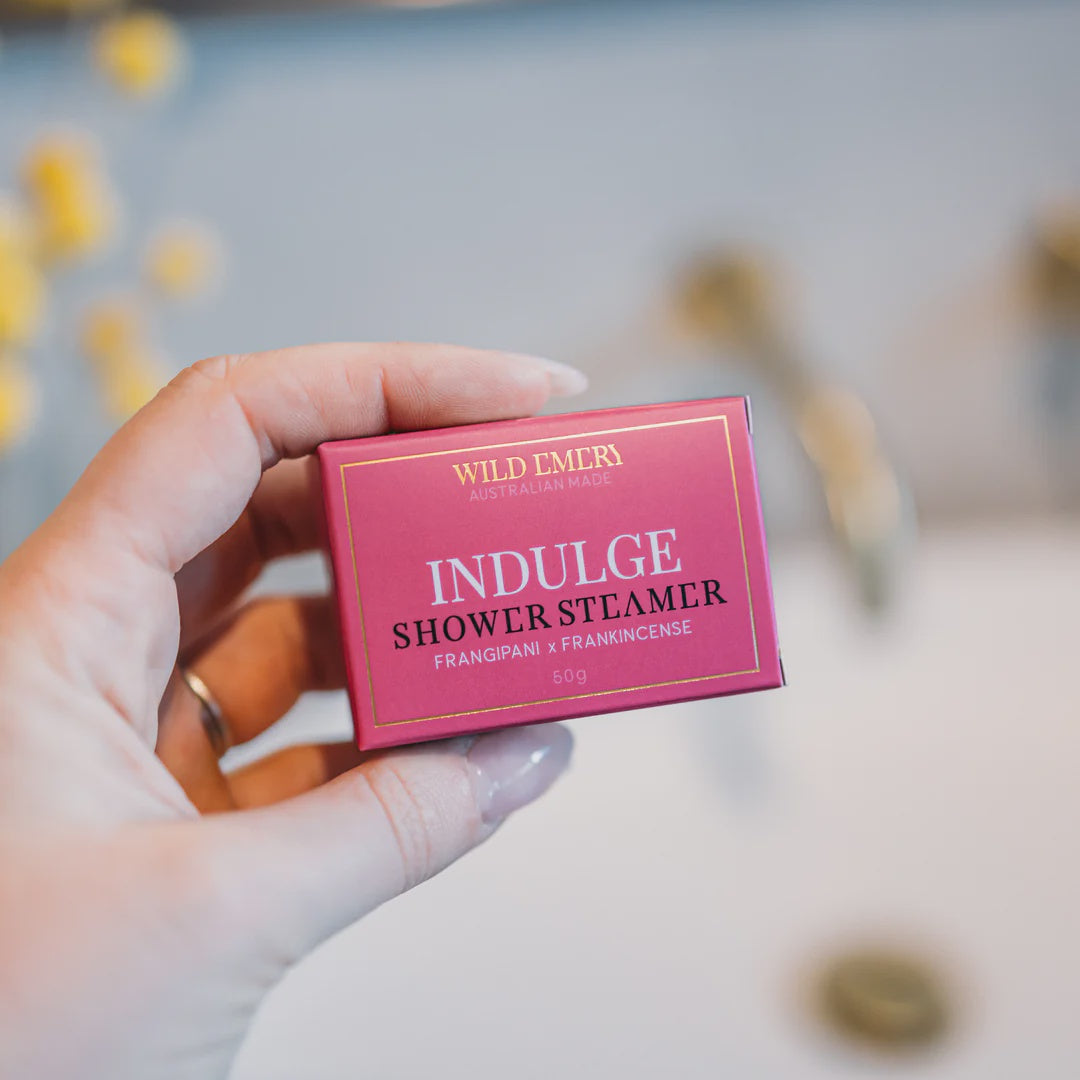 WILD EMERY
AUSTRALIAN MADE
INDULGE
SHOWER STEAMER
FRANGIPANI x FRANKINCENSE
50g